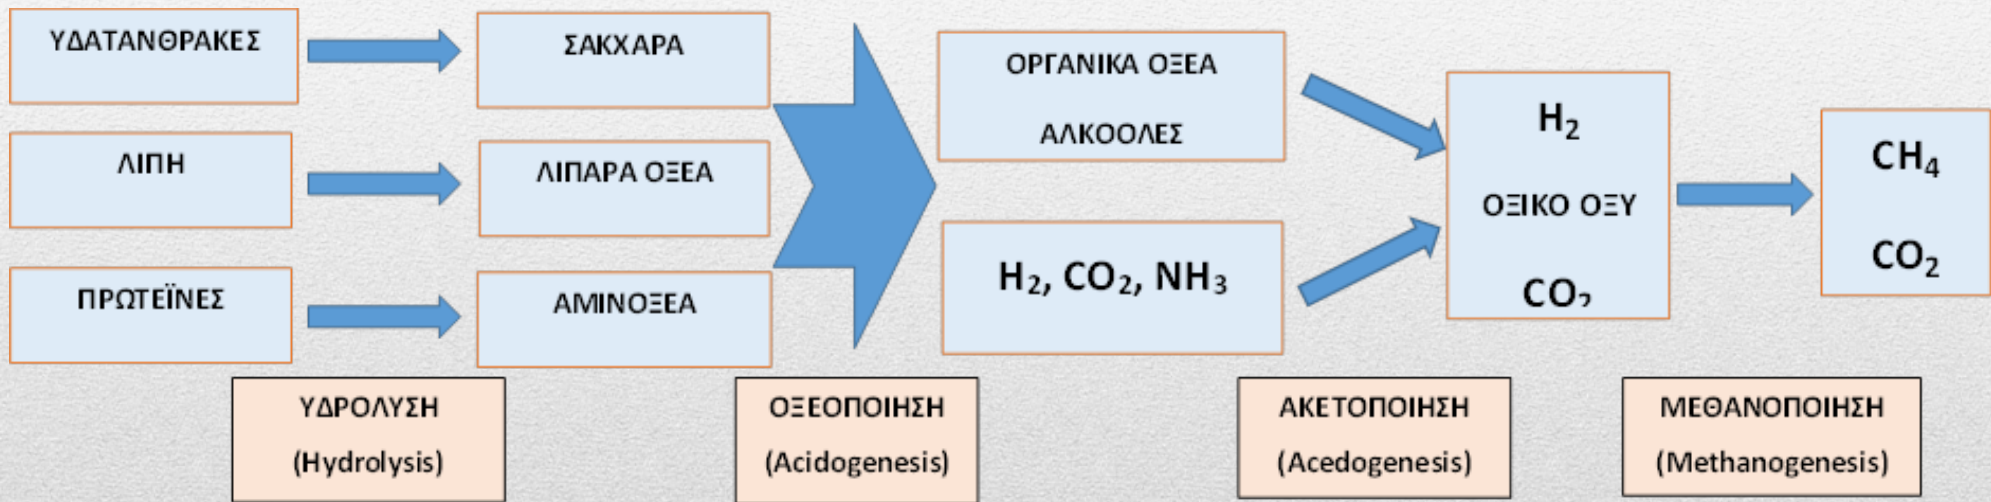 ΥΔΑΤΑΝΘΡΑΚΕΣ
ΛΙΠΗ
ΠΡΩΤΕΪΝΕΣ
ΣΑΚΧΑΡΑ
ΛΙΠΑΡΑ ΟΞΕΑ
ΑΜΙΝΟΞΕΑ
ΟΡΓΑΝΙΚΑ ΟΞΕΑ
ΑΛΚΟΟΛΕΣ
H₂, CO₂, NH₃
H₂
ΟΞΙΚΟ ΟΞΥ
CO₂
CH₄
CO₂
ΥΔΡΟΛΥΣΗ
(Hydrolysis)
ΟΞΕΟΠΟΙΗΣΗ
(Acidogenesis)
ΑΚΕΤΟΠΟΙΗΣΗ
(Acedogenesis)
ΜΕΘΑΝΟΠΟΙΗΣΗ
(Methanogenesis)